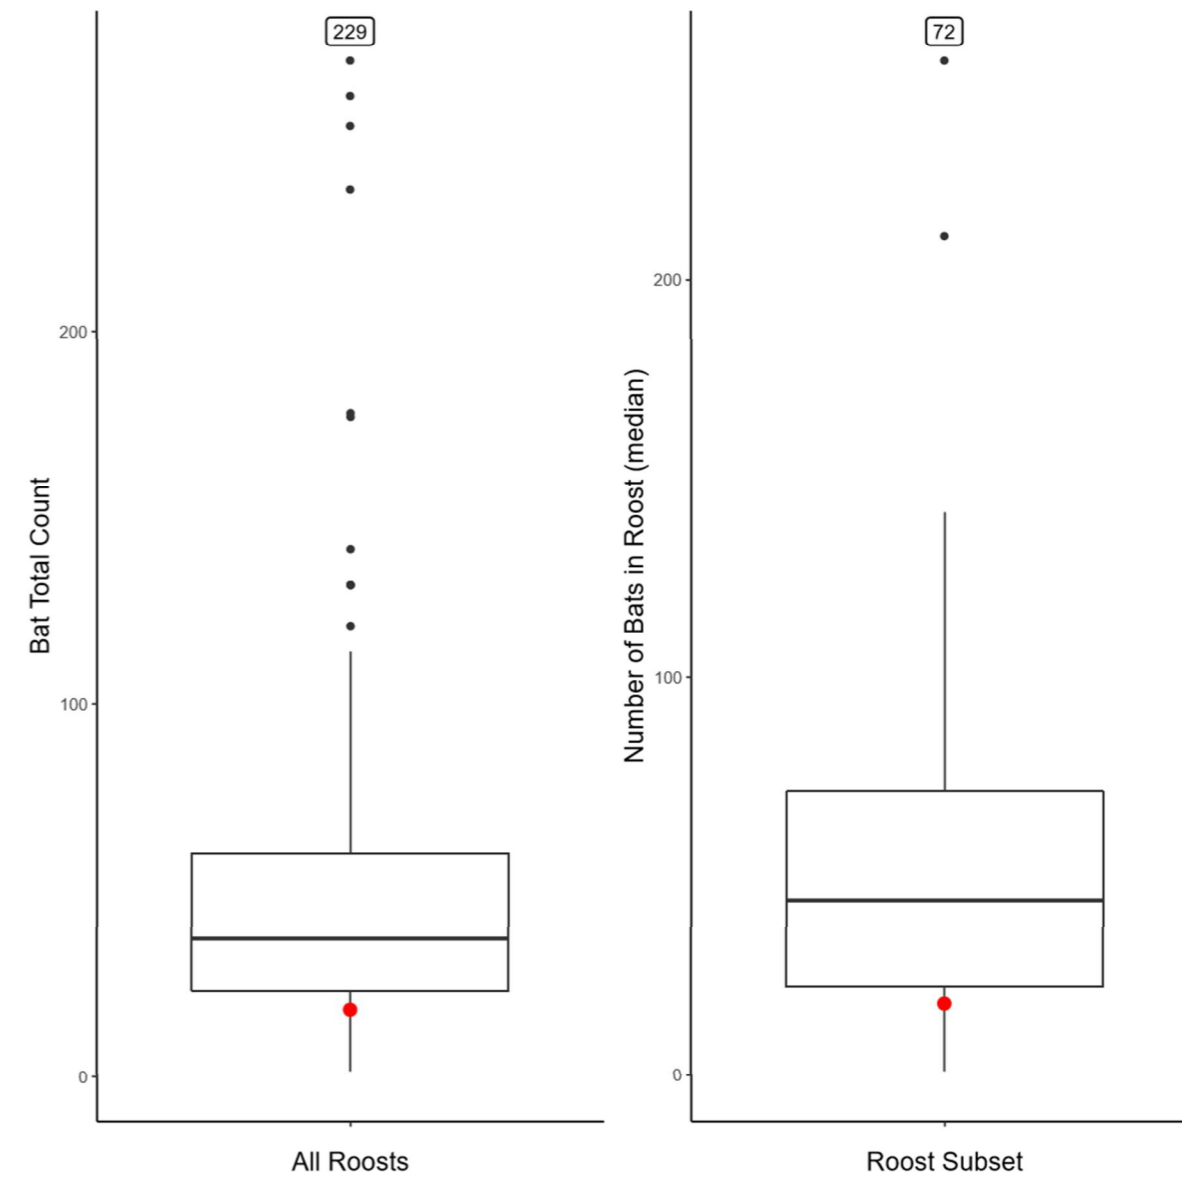 229
200
100
0
Bat Total Count
All Roosts
72
200
100
0
Number of Bats in Roost (median)
Roost Subset